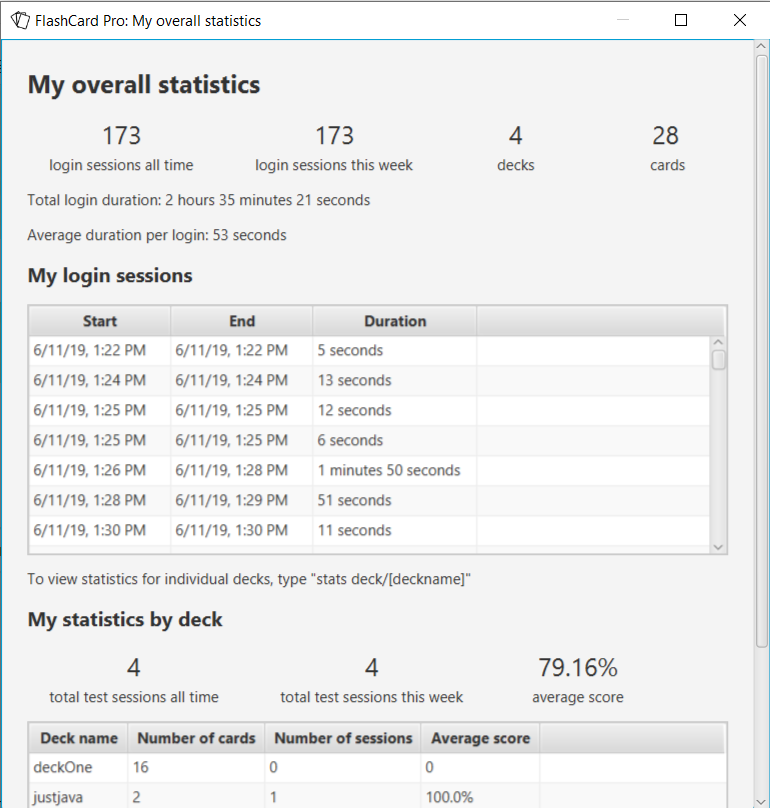 FlashCard Pro: My overall statistics
My overall statistics
173 173 4 28
login sessions all time login sessions this week decks cards
Total login duration: 2 hours 35 minutes 21 seconds
Average duration per login: 53 seconds
My login sessions
Start End Duration
6/11/19, 1:22 PM 6/11/19, 1:22 PM 5 seconds
6/11/19, 1:24 PM 6/11/19, 1:24 PM 13 seconds
6/11/19, 1:25 PM 6/11/19, 1:25 PM 12 seconds
6/11/19, 1:25 PM 6/11/19, 1:25 PM 6 seconds
6/11/19, 1:26 PM 6/11/19, 1:28 PM 1 minutes 50 seconds
6/11/19, 1:28 PM 6/11/19, 1:29 PM 51 seconds
6/11/19, 1:30 PM 6/11/19, 1:30 PM 11 seconds
To view statistics for individual decks, type "stats deck/[deckname]"
My statistics by deck
4 4 79.16%
total test sessions all time total test sessions this week average score
Deck name Number of cards Number of sessions Average score
deckOne 16 0 0
justjava 2 1 100.0%